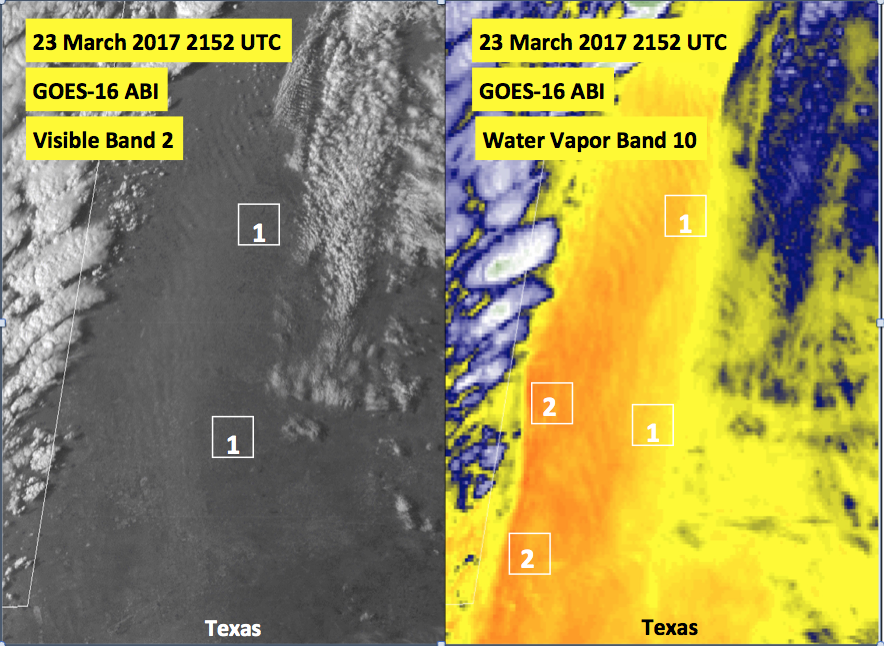 23 March 2017 2152 UTC
GOES-16 ABI
Visible Band 2
1
1
Texas
23 March 2017 2152 UTC
GOES-16 ABI
Water Vapor Band 10
1
2
1
2
Texas